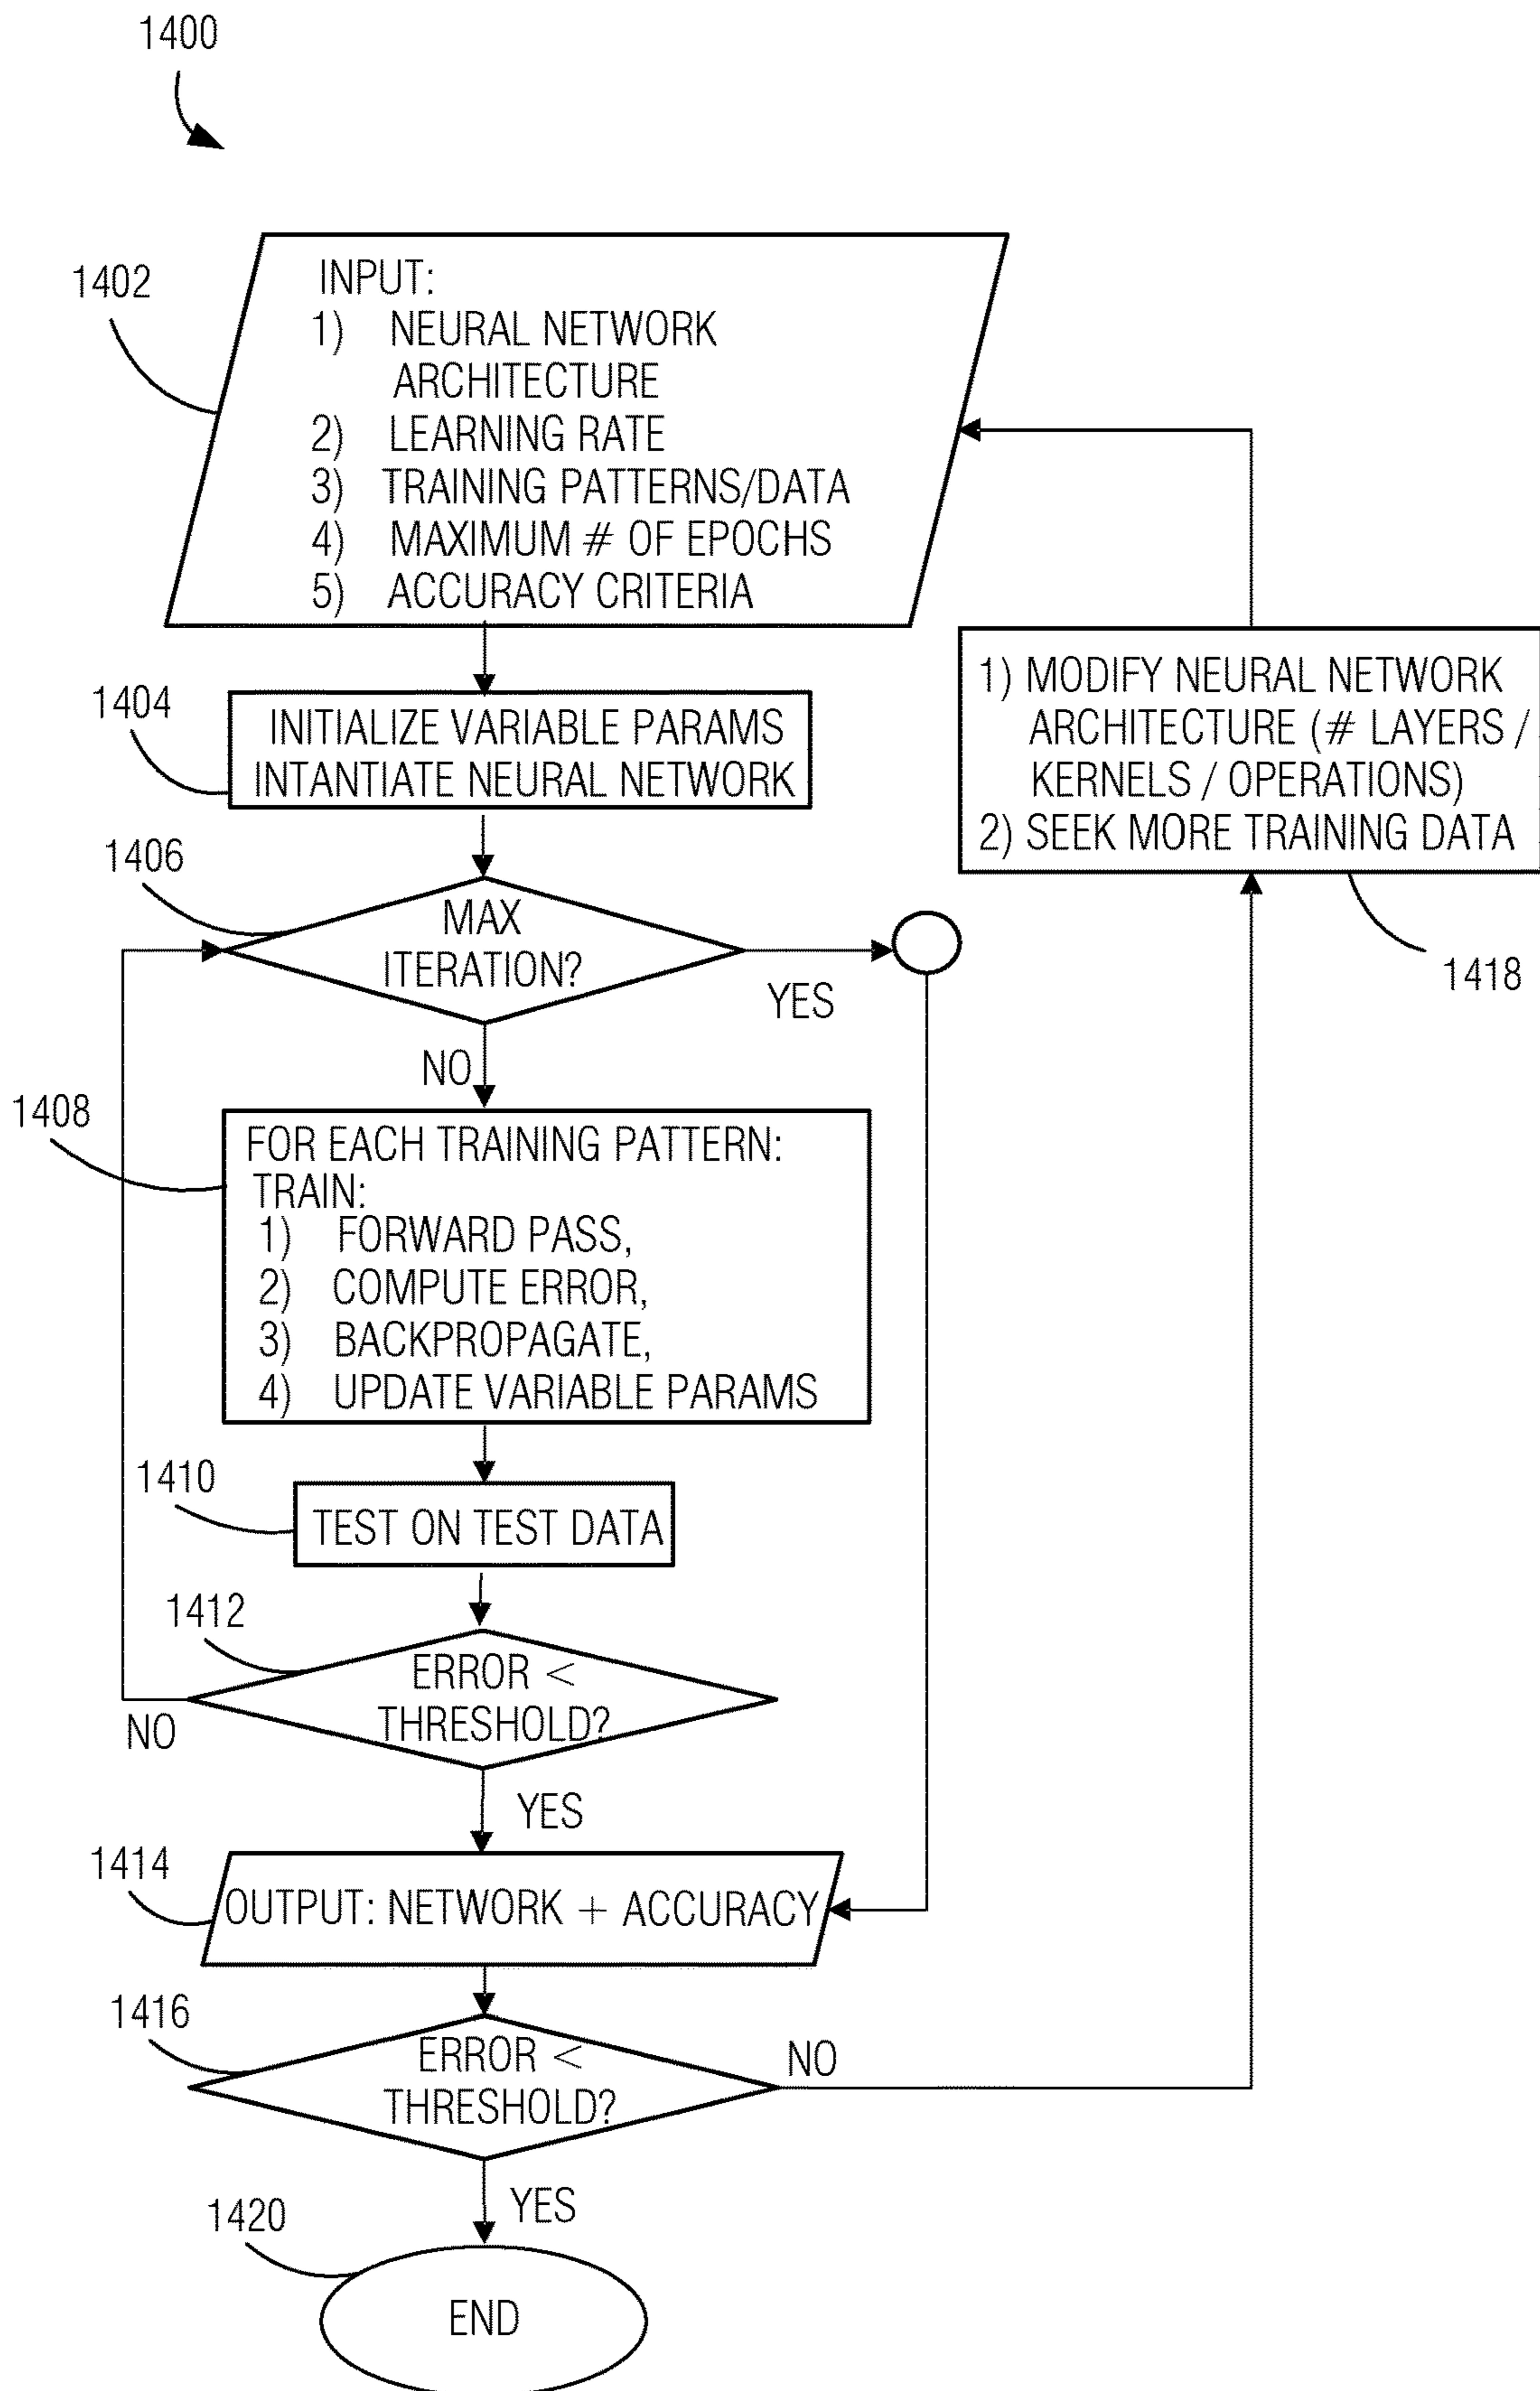 1400
1402
INPUT:
1) NEURAL NETWORK
ARCHITECTURE
2) LEARNING RATE
3) TRAINING PATTERNS/DATA
4) MAXIMUM # OF EPOCHS
5) ACCURACY CRITERIA
1404
INITIALIZE VARIABLE PARAMS
INTANTIATE NEURAL NETWORK
1) MODIFY NEURAL NETWORK
ARCHITECTURE (# LAYERS /
KERNELS / OPERATIONS)
2) SEEK MORE TRAINING DATA
1418
1406
MAX
ITERATION?
YES
NO
1408
FOR EACH TRAINING PATTERN:
TRAIN:
1) FORWARD PASS,
2) COMPUTE ERROR,
3) BACKPROPAGATE,
4) UPDATE VARIABLE PARAMS
1410
TEST ON TEST DATA
1412
ERROR <
THRESHOLD?
NO
YES
1414
OUTPUT: NETWORK + ACCURACY
1416
ERROR <
THRESHOLD?
NO
YES
1420
END